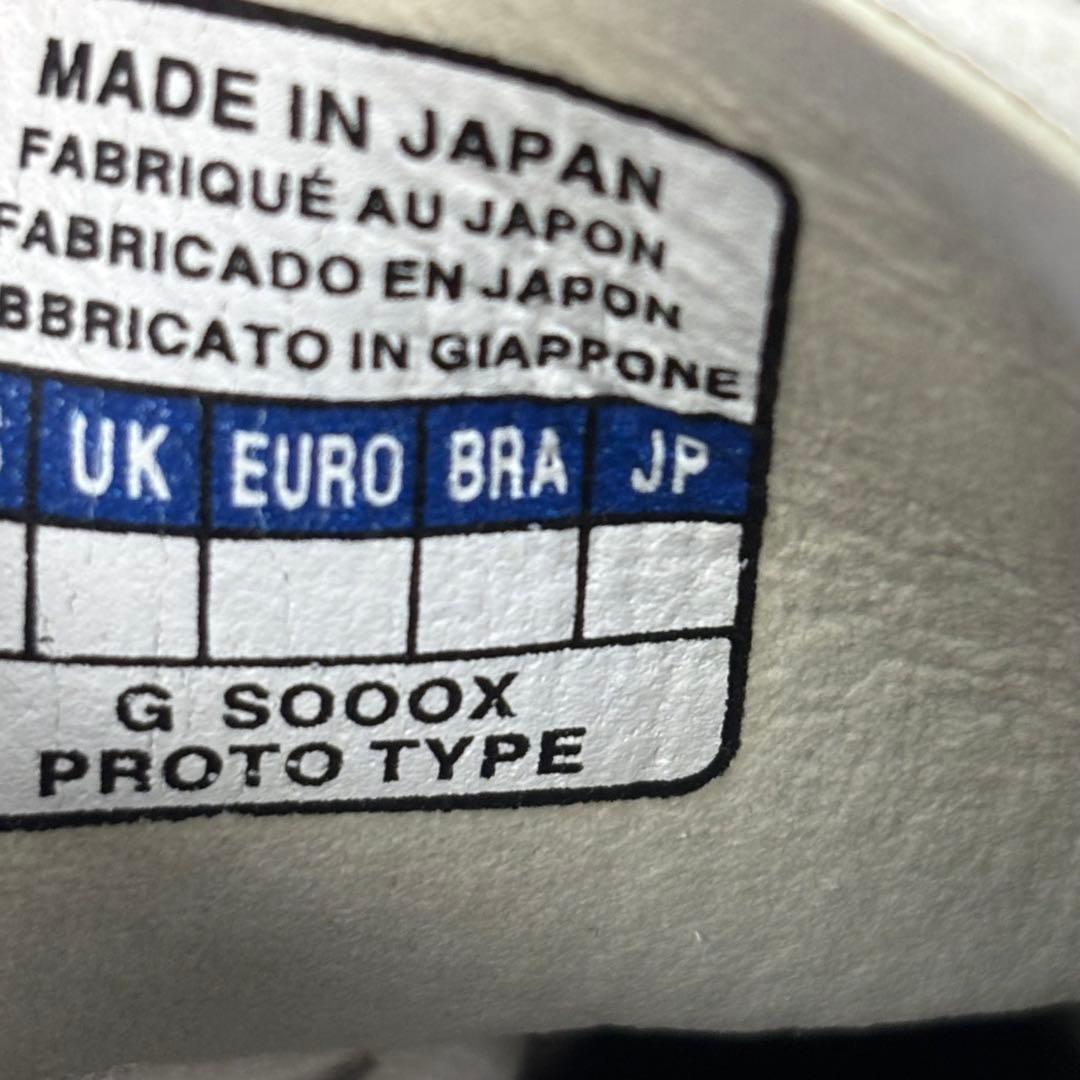 MADE IN JAPAN
FABRIQUÉ AU JAPON
FABRICADO EN JAPON
BBRICATO IN GIAPPONE
UK EURO BRA JP
G SOOOX
PROTO TYPE